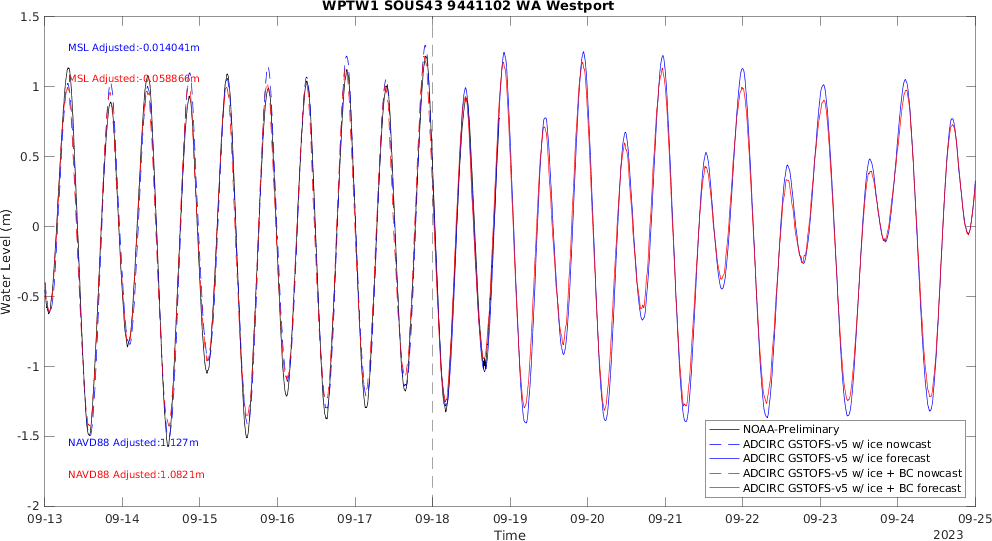 WPTW1 SOUS43 9441102 WA Westport
1.5
1
0.5
0
-0.5
-1
-1.5
-2
Water Level (m)
MSL Adjusted:-0.014041m
MSL Adjusted:-0.058866m
NAVD88 Adjusted:1.127m
NAVD88 Adjusted:1.0821m
NOAA-Preliminary
ADCIRC GSTOFS-v5 w/ ice nowcast
ADCIRC GSTOFS-v5 w/ ice forecast
ADCIRC GSTOFS-v5 w/ ice + BC nowcast
ADCIRC GSTOFS-v5 w/ ice + BC forecast
09-13 09-14 09-15 09-16 09-17 09-18 09-19 09-20 09-21 09-22 09-23 09-24 09-25
Time
2023